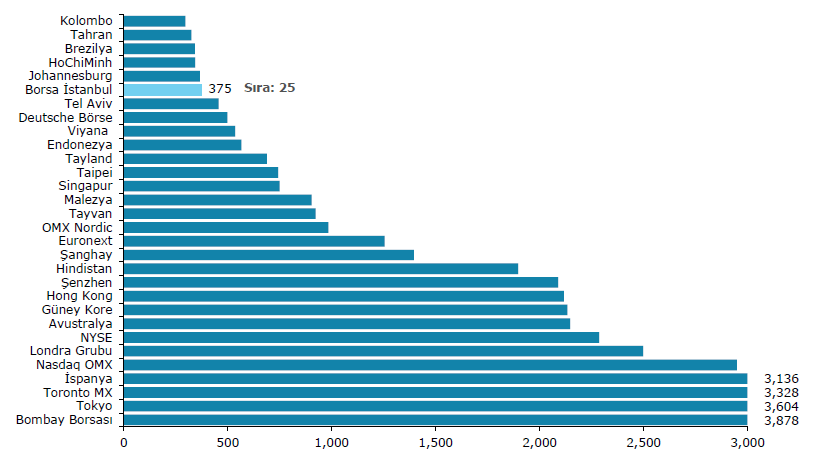 Kolombo
Tahran
Brezilya
HoChiMinh
Johannesburg
Borsa İstanbul 375 Sıra: 25
Tel Aviv
Deutsche Börse
Viyana
Endonezya
Tayland
Taipei
Singapur
Malezya
Tayvan
OMX Nordic
Euronext
Şanghay
Hindistan
Şenzhen
Hong Kong
Güney Kore
Avustralya
NYSE
Londra Grubu
Nasdaq OMX
İspanya 3,136
Toronto MX 3,328
Tokyo 3,604
Bombay Borsası 3,878
0 500 1,000 1,500 2,000 2,500 3,000